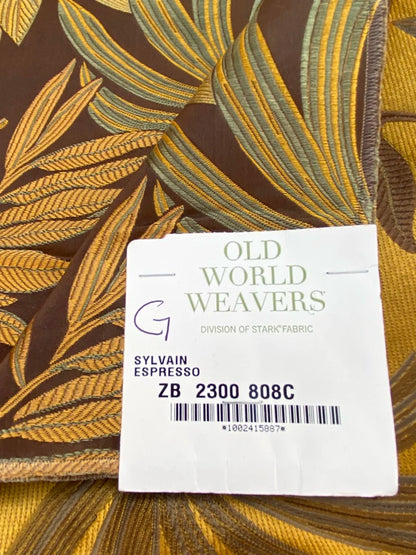 OLD
WORLD
WEAVERS
DIVISION OF STARK® FABRIC
G
SYLVAIN
ESPRESSO
ZB 2300 808C
*1002415887*